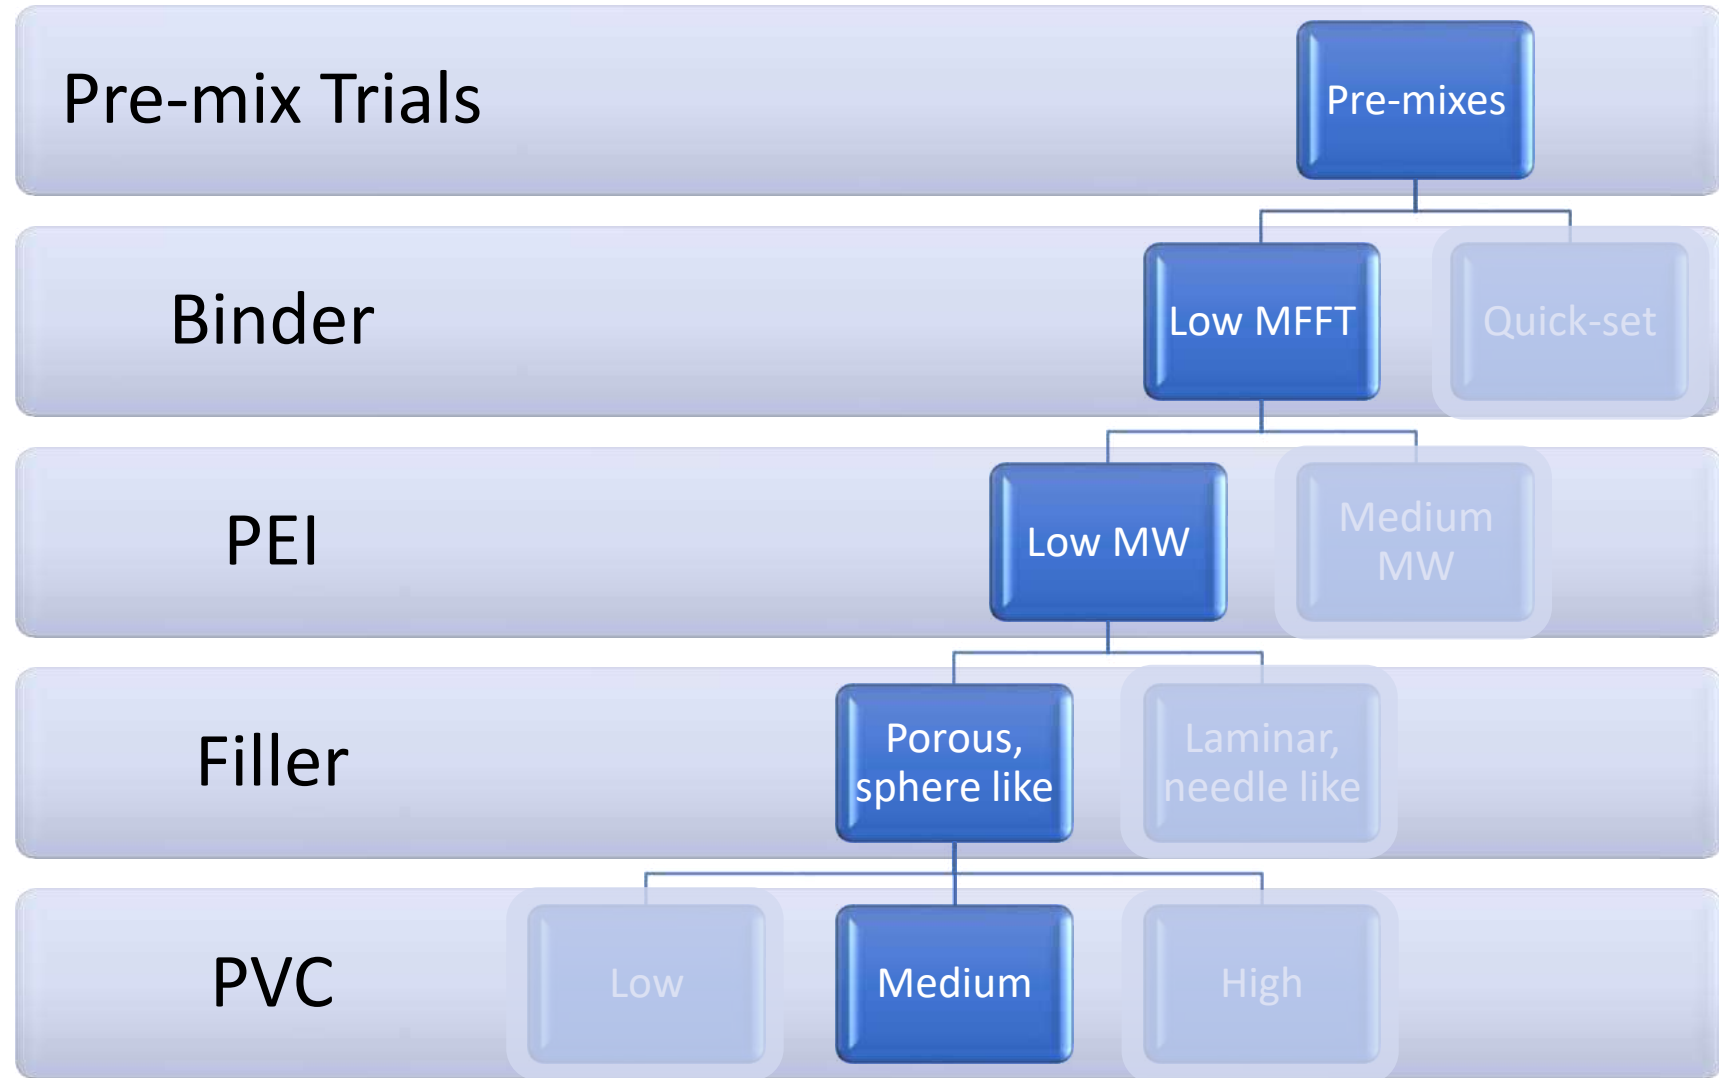 Pre-mix Trials
Pre-mixes
Binder
Low MFFT
Quick-set
PEI
Low MW
Medium
MW
Filler
Porous,
sphere like
Laminar,
needle like
PVC
Low
Medium
High